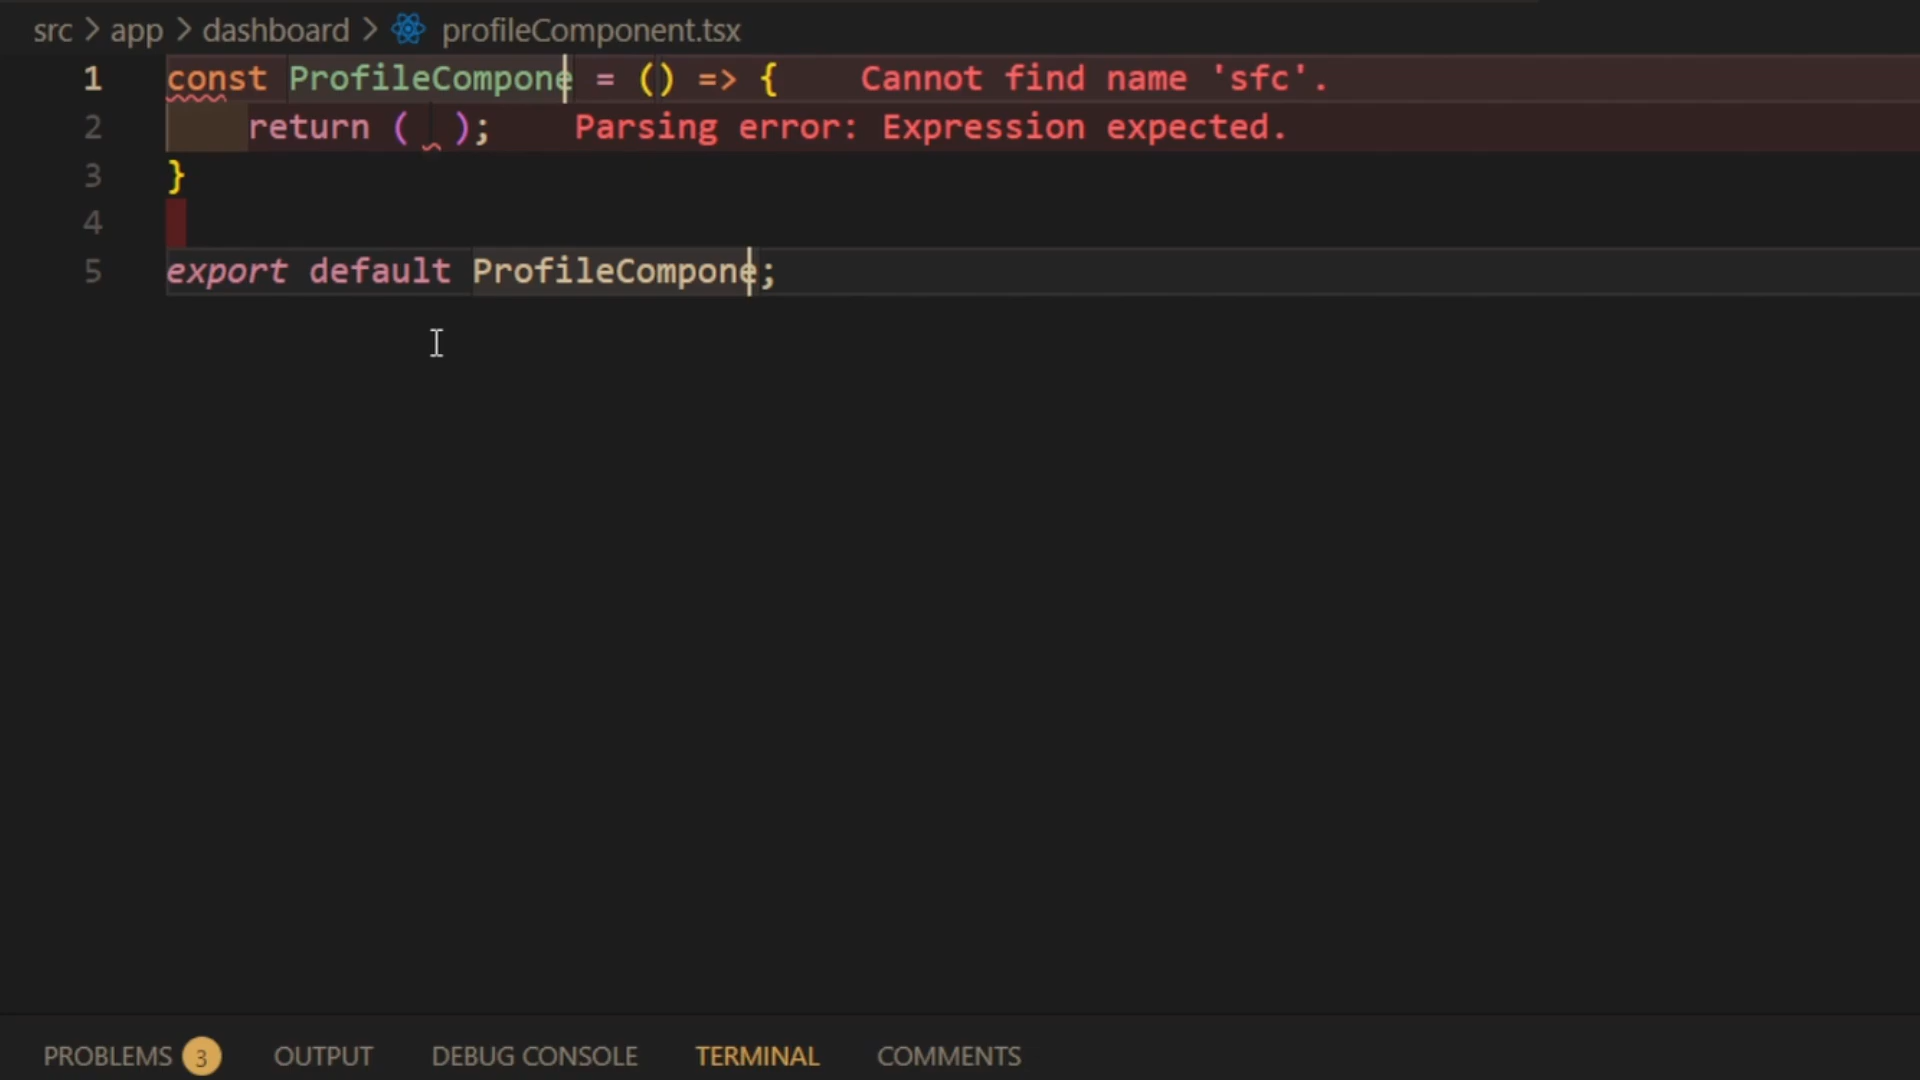 src > app > dashboard > profileComponent.tsx
1 const ProfileCompone = () => { Cannot find name 'sfc'.
2 return ( ); Parsing error: Expression expected.
3 }
4
5 export default ProfileCompone;
PROBLEMS 3 OUTPUT DEBUG CONSOLE TERMINAL COMMENTS